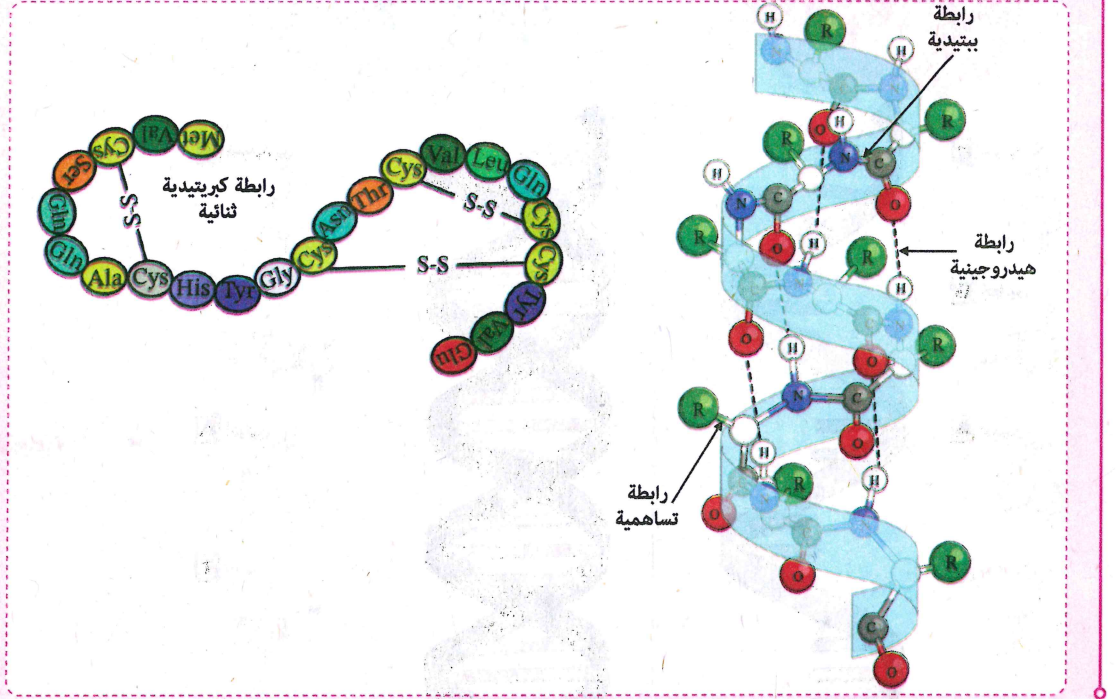 رابطة
ببتيدية
رابطة كبريتيدية
ثنائية
رابطة
هيدروجينية
رابطة
تساهمية
Met
Val
Cys
Ser
Gln
Gln
Ala
Cys
His
Tyr
Gly
Cys
Asn
Thr
Cys
Val
Leu
Gln
Cys
Cys
Tyr
Val
Glu
S-S
S-S
S-S
H
N
R
H
C
N
O
H
R
R
N
C
H
N
C
O
O
H
R
R
C
N
H
O
C
N
O
R
H
N
C
R
O
H
C
N
R
H
O
C
N
O
R
C
O